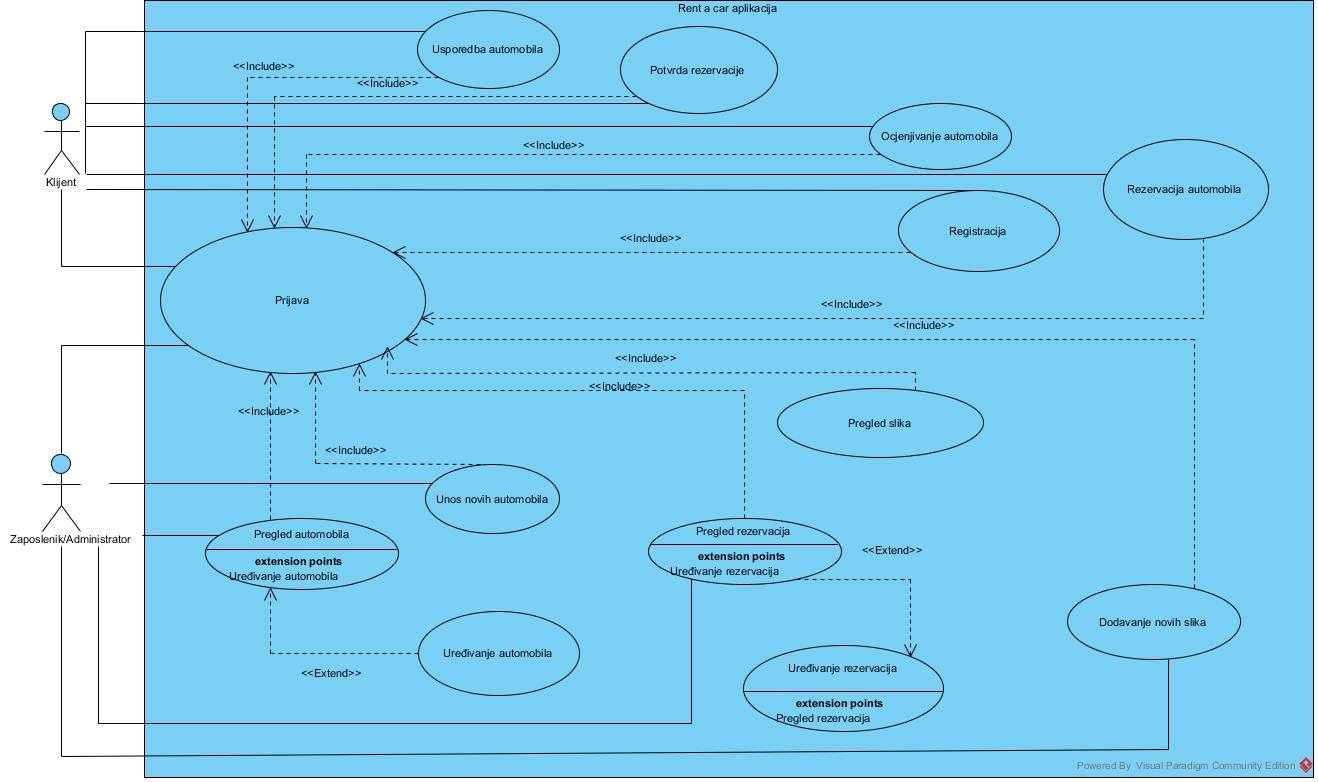 Rent a car aplikacija
Usporedba automobila
<<Include>>
Potvrda rezervacije
<<Include>>
Ocjenjivanje automobila
<<Include>>
Klijent
Rezervacija automobila
Registracija
<<Include>>
Prijava
<<Include>>
<<Include>>
<<Include>>
<<Include>>
<<Include>>
Pregled slika
<<Include>>
Unos novih automobila
Zaposlenik/Administrator
Pregled automobila
extension points
Uređivanje automobila
Pregled rezervacija
extension points
Uređivanje rezervacija
<<Extend>>
Dodavanje novih slika
Uređivanje automobila
<<Extend>>
Uređivanje rezervacija
extension points
Pregled rezervacija
Powered By Visual Paradigm Community Edition